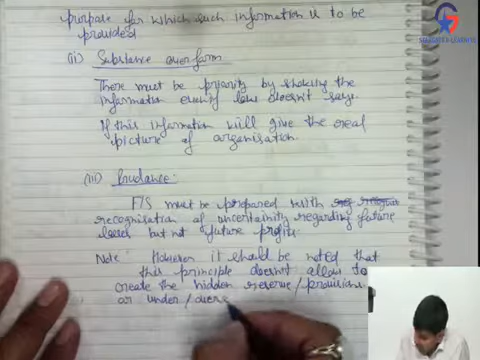 purpose for which such information is to be
provided
(ii) Substance over form
There must be priority by showing the
information even if law doesn't says.
If this information will give the real
picture of organisation.
(iii) Prudance:
F/S must be prepared with
recognisation of uncertainity regarding future
losses but not future profits.
Note: However it should be noted that
this principle doesn't allow to
create the hidden reserve/provisions
or under/overs